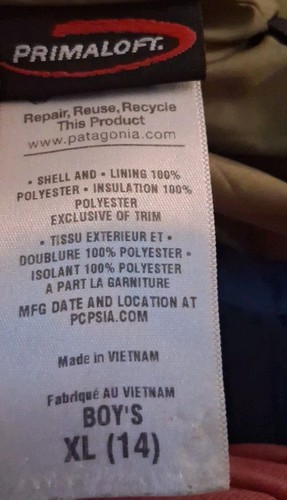 PRIMALOFT.
Repair, Reuse, Recycle
This Product
www.patagonia.com
• SHELL AND • LINING 100%
POLYESTER • INSULATION 100%
POLYESTER
EXCLUSIVE OF TRIM
• TISSU EXTERIEUR ET •
DOUBLURE 100% POLYESTER •
ISOLANT 100% POLYESTER
A PART LA GARNITURE
MFG DATE AND LOCATION AT
PCPSIA.COM
Made in VIETNAM
Fabriqué AU VIETNAM
BOY'S
XL (14)